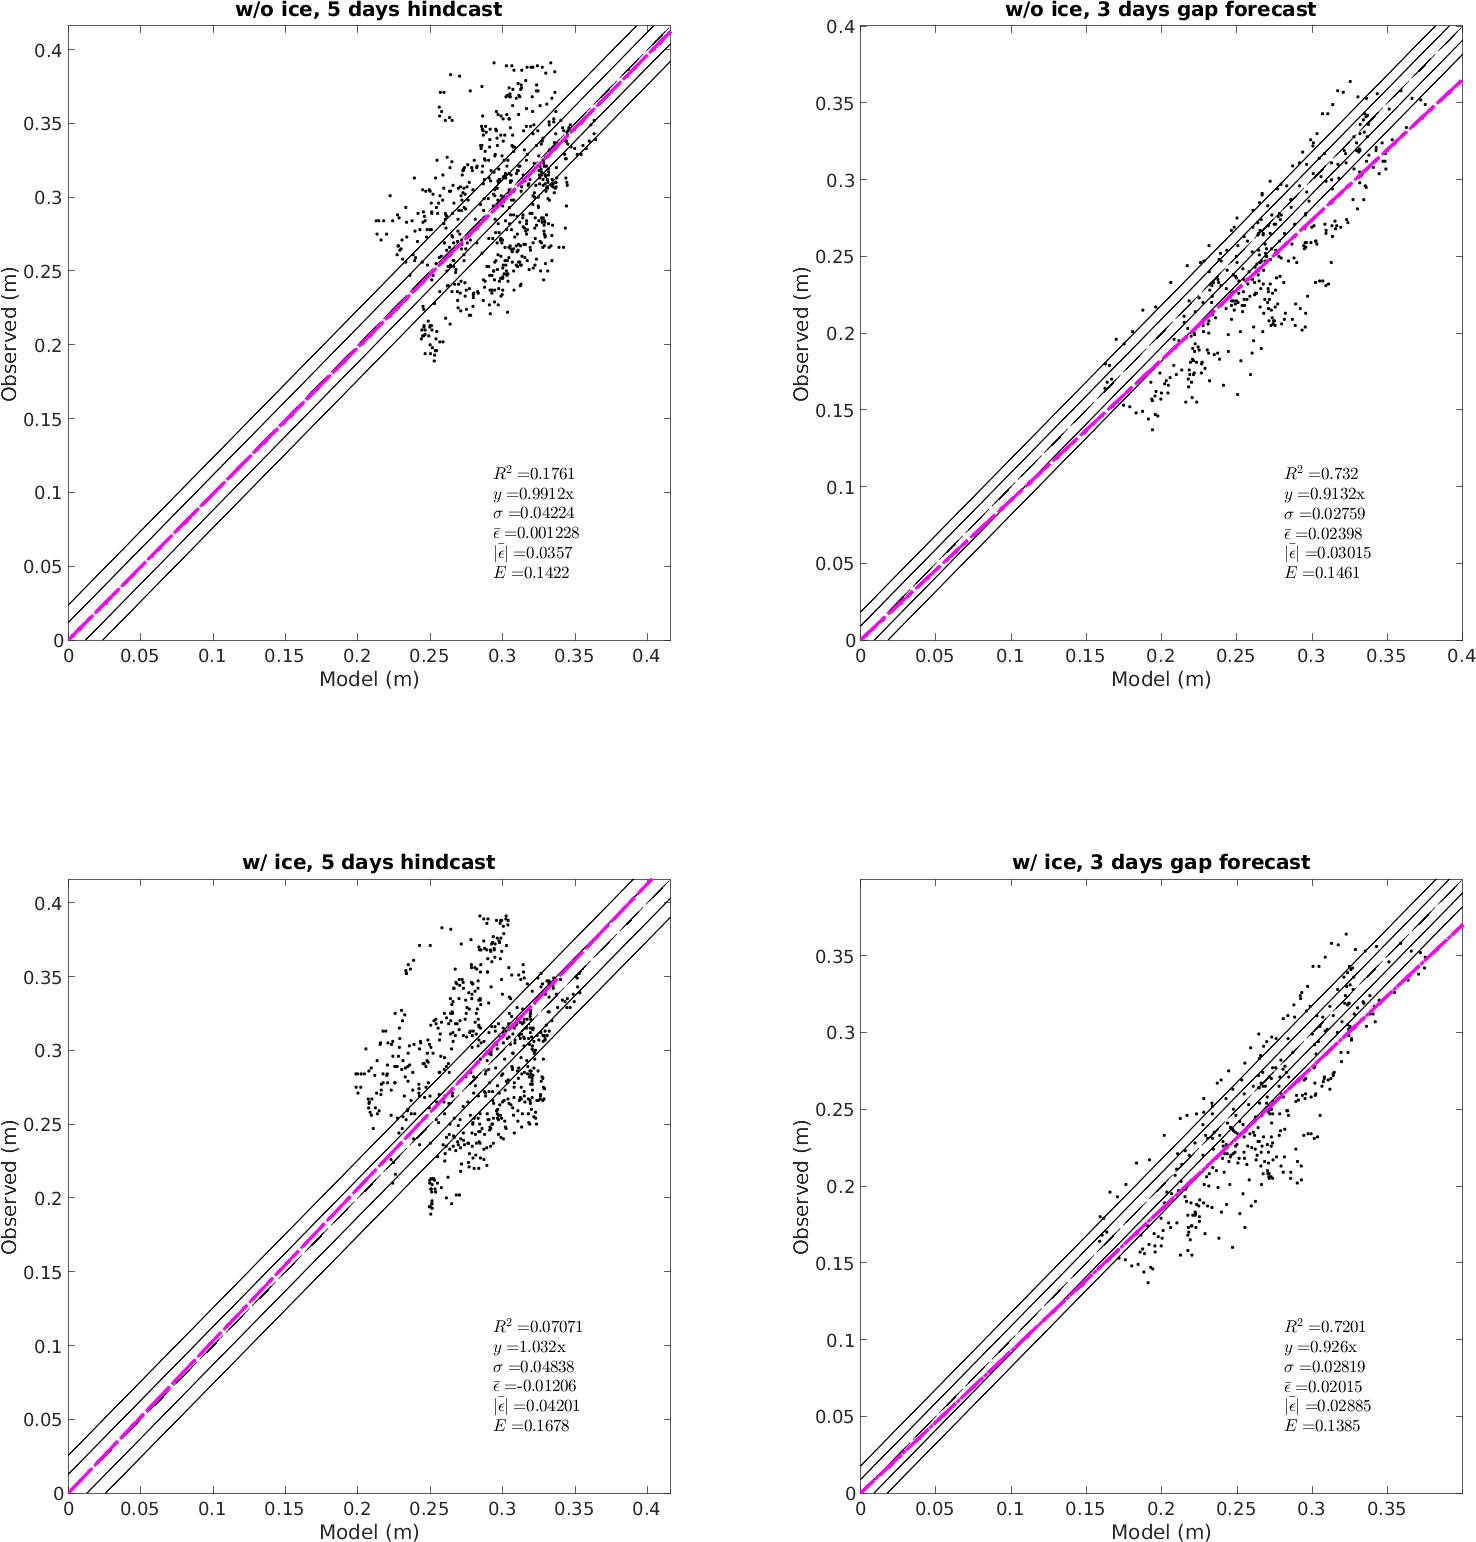 w/o ice, 5 days hindcast
Observed (m)
0.4
0.35
0.3
0.25
0.2
0.15
0.1
0.05
0
R² =0.1761
y =0.9912x
σ =0.04224
ϵ̄ =0.001228
|ϵ̄| =0.0357
E =0.1422
0 0.05 0.1 0.15 0.2 0.25 0.3 0.35 0.4
Model (m)
w/o ice, 3 days gap forecast
Observed (m)
0.4
0.35
0.3
0.25
0.2
0.15
0.1
0.05
0
R² =0.732
y =0.9132x
σ =0.02759
ϵ̄ =0.02398
|ϵ̄| =0.03015
E =0.1461
0 0.05 0.1 0.15 0.2 0.25 0.3 0.35 0.4
Model (m)
w/ ice, 5 days hindcast
Observed (m)
0.4
0.35
0.3
0.25
0.2
0.15
0.1
0.05
0
R² =0.07071
y =1.032x
σ =0.04838
ϵ̄ =-0.01206
|ϵ̄| =0.04201
E =0.1678
0 0.05 0.1 0.15 0.2 0.25 0.3 0.35 0.4
Model (m)
w/ ice, 3 days gap forecast
Observed (m)
0.35
0.3
0.25
0.2
0.15
0.1
0.05
0
R² =0.7201
y =0.926x
σ =0.02819
ϵ̄ =0.02015
|ϵ̄| =0.02885
E =0.1385
0 0.05 0.1 0.15 0.2 0.25 0.3 0.35
Model (m)